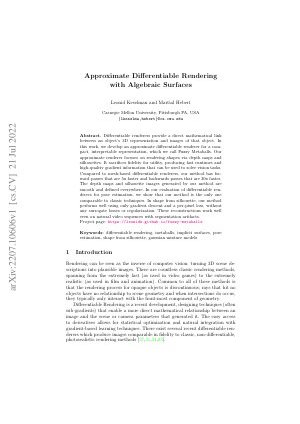 Approximate Differentiable Rendering
with Algebraic Surfaces
Leonid Keselman and Martial Hebert
Carnegie Mellon University, Pittsburgh PA, USA
{lkeselma,hebert}@cs.cmu.edu
Abstract. Differentiable renderers provide a direct mathematical link
between an object's 3D representation and images of that object. In
this work, we develop an approximate differentiable renderer for a com-
pact, interpretable representation, which we call Fuzzy Metaballs. Our
approximate renderer focuses on rendering shapes via depth maps and
silhouettes. It sacrifices fidelity for utility, producing fast runtimes and
high-quality gradient information that can be used to solve vision tasks.
Compared to mesh-based differentiable renderers, our method has for-
ward passes that are 5x faster and backwards passes that are 30x faster.
The depth maps and silhouette images generated by our method are
smooth and defined everywhere. In our evaluation of differentiable ren-
derers for pose estimation, we show that our method is the only one
comparable to classic techniques. In shape from silhouette, our method
performs well using only gradient descent and a per-pixel loss, without
any surrogate losses or regularization. These reconstructions work well
even on natural video sequences with segmentation artifacts.
Project page: https://leonidk.github.io/fuzzy-metaballs
Keywords: differentiable rendering, metaballs, implicit surfaces, pose
estimation, shape from silhouette, gaussian mixture models
1 Introduction
Rendering can be seen as the inverse of computer vision: turning 3D scene de-
scriptions into plausible images. There are countless classic rendering methods,
spanning from the extremely fast (as used in video games) to the extremely
realistic (as used in film and animation). Common to all of these methods is
that the rendering process for opaque objects is discontinuous; rays that hit no
objects have no relationship to scene geometry and when intersections do occur,
they typically only interact with the front-most component of geometry.
Differentiable Rendering is a recent development, designing techniques (often
sub-gradients) that enable a more direct mathematical relationship between an
image and the scene or camera parameters that generated it. The easy access
to derivatives allows for statistical optimization and natural integration with
gradient-based learning techniques. There exist several recent differentiable ren-
derers which produce images comparable in fidelity to classic, non-differentiable,
photorealistic rendering methods
arXiv:2207.10606v1 [cs.CV] 21 Jul 2022